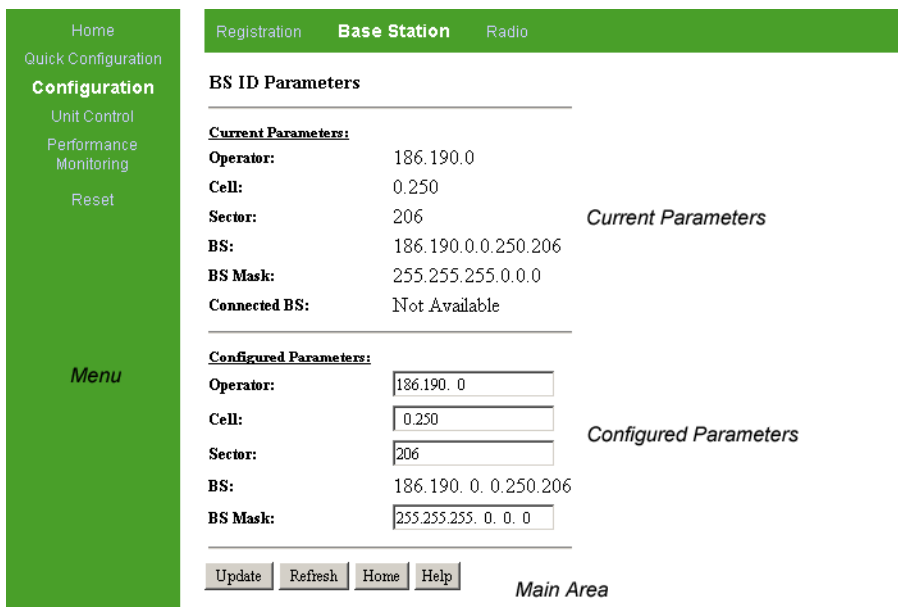 Home
Quick Configuration
Configuration
Unit Control
Performance
Monitoring
Reset
Menu
Registration Base Station Radio
BS ID Parameters
Current Parameters:
Operator: 186.190.0
Cell: 0.250
Sector: 206
BS: 186.190.0.0.250.206
BS Mask: 255.255.255.0.0.0
Connected BS: Not Available
Current Parameters
Configured Parameters:
Operator: 186.190. 0
Cell: 0.250
Sector: 206
BS: 186.190. 0. 0.250.206
BS Mask: 255.255.255. 0. 0. 0
Configured Parameters
Update Refresh Home Help
Main Area